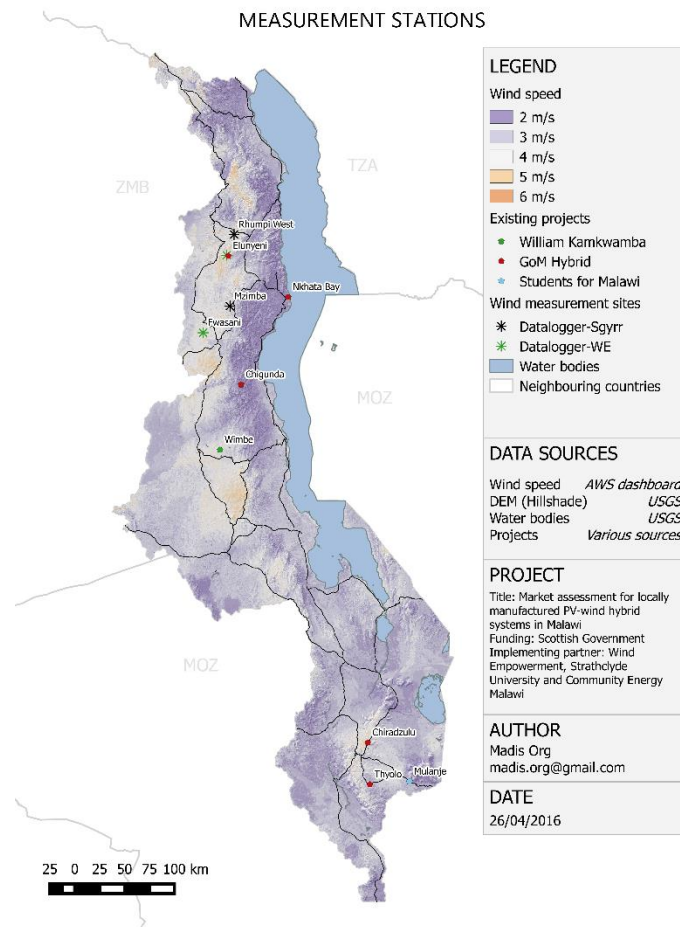 MEASUREMENT STATIONS
ZMB
TZA
Rhumpi West
Elunyeni
Nkhata Bay
Mzimba
Ewasani
Chigunda
MOZ
Wimbe
MOZ
Chiradzulu
Thyolo
Mulanje
25 0 25 50 75 100 km
LEGEND
Wind speed
2 m/s
3 m/s
4 m/s
5 m/s
6 m/s
Existing projects
William Kamkwamba
GoM Hybrid
Students for Malawi
Wind measurement sites
Datalogger-Sgyrr
Datalogger-WE
Water bodies
Neighbouring countries
DATA SOURCES
Wind speed AWS dashboard
DEM (Hillshade) USGS
Water bodies USGS
Projects Various sources
PROJECT
Title: Market assessment for locally
manufactured PV-wind hybrid
systems in Malawi
Funding: Scottish Government
Implementing partner: Wind
Empowerment, Strathclyde
University and Community Energy
Malawi
AUTHOR
Madis Org
madis.org@gmail.com
DATE
26/04/2016